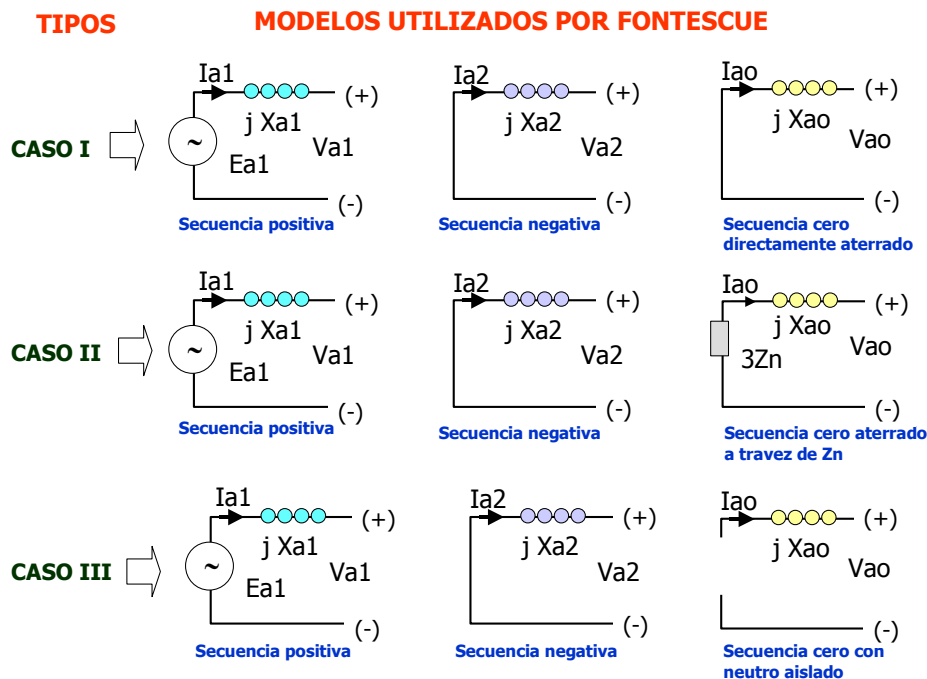 TIPOS
MODELOS UTILIZADOS POR FONTESCUE
CASO I
Ia1
(+)
j Xa1
Va1
~
Ea1
(-)
Secuencia positiva
Ia2
(+)
j Xa2
Va2
(-)
Secuencia negativa
Iao
(+)
j Xao
Vao
(-)
Secuencia cero
directamente aterrado
CASO II
Ia1
(+)
j Xa1
Va1
~
Ea1
(-)
Secuencia positiva
Ia2
(+)
j Xa2
Va2
(-)
Secuencia negativa
Iao
(+)
j Xao
Vao
3Zn
(-)
Secuencia cero aterrado
a travez de Zn
CASO III
Ia1
(+)
j Xa1
Va1
~
Ea1
(-)
Secuencia positiva
Ia2
(+)
j Xa2
Va2
(-)
Secuencia negativa
Iao
(+)
j Xao
Vao
(-)
Secuencia cero con
neutro aislado